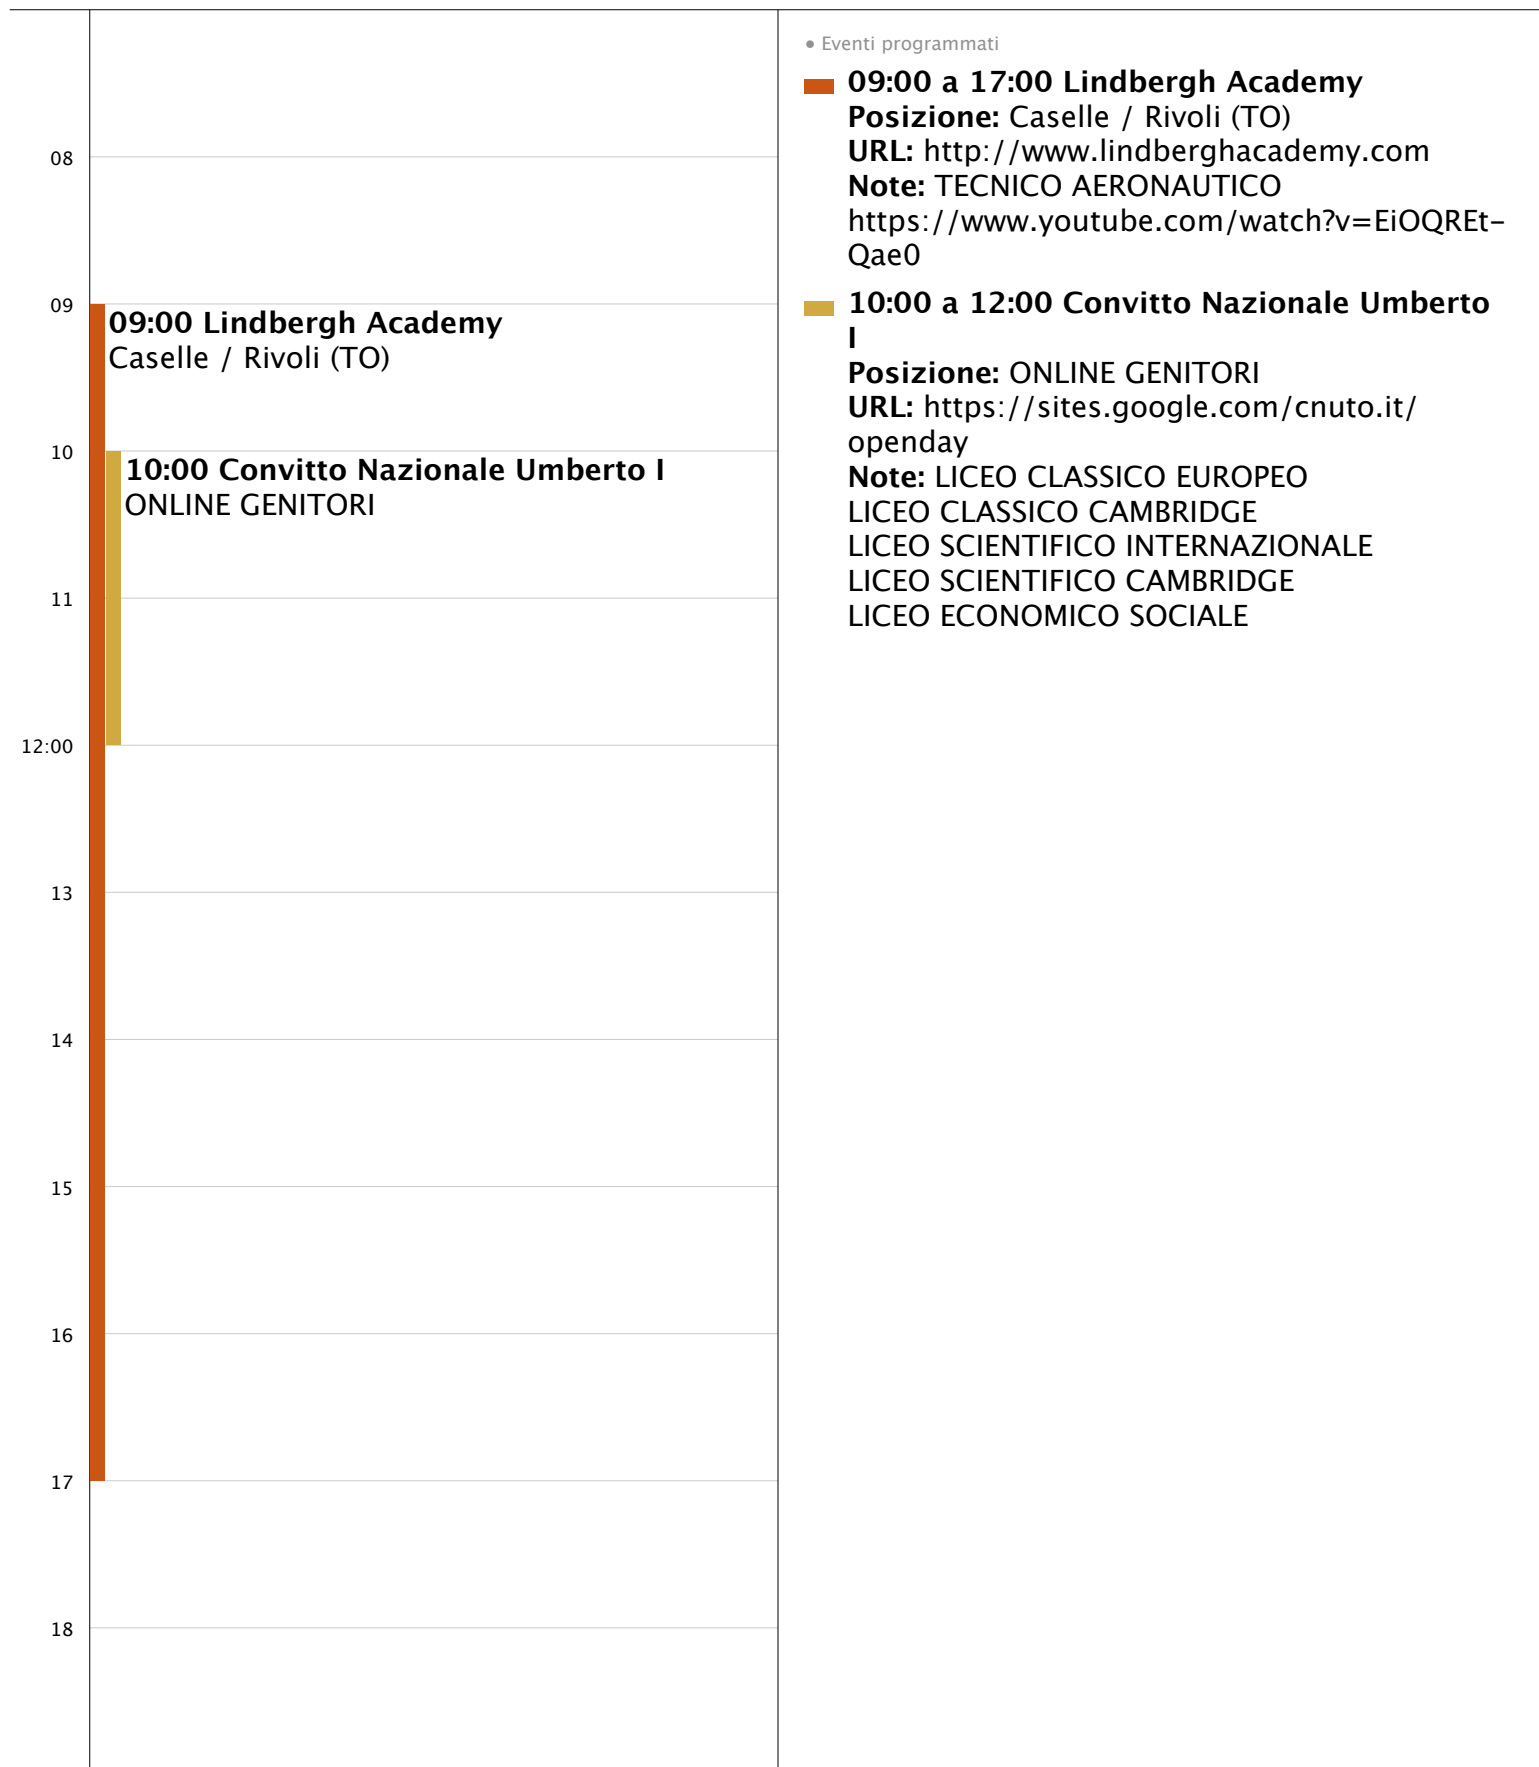 08
09
09:00 Lindbergh Academy
Caselle / Rivoli (TO)
10
10:00 Convitto Nazionale Umberto I
ONLINE GENITORI
11
12:00
13
14
15
16
17
18
• Eventi programmati
09:00 a 17:00 Lindbergh Academy
Posizione: Caselle / Rivoli (TO)
URL: http://www.lindberghacademy.com
Note: TECNICO AERONAUTICO
https://www.youtube.com/watch?v=EiOQREt-
Qae0
10:00 a 12:00 Convitto Nazionale Umberto
I
Posizione: ONLINE GENITORI
URL: https://sites.google.com/cnuto.it/
openday
Note: LICEO CLASSICO EUROPEO
LICEO CLASSICO CAMBRIDGE
LICEO SCIENTIFICO INTERNAZIONALE
LICEO SCIENTIFICO CAMBRIDGE
LICEO ECONOMICO SOCIALE